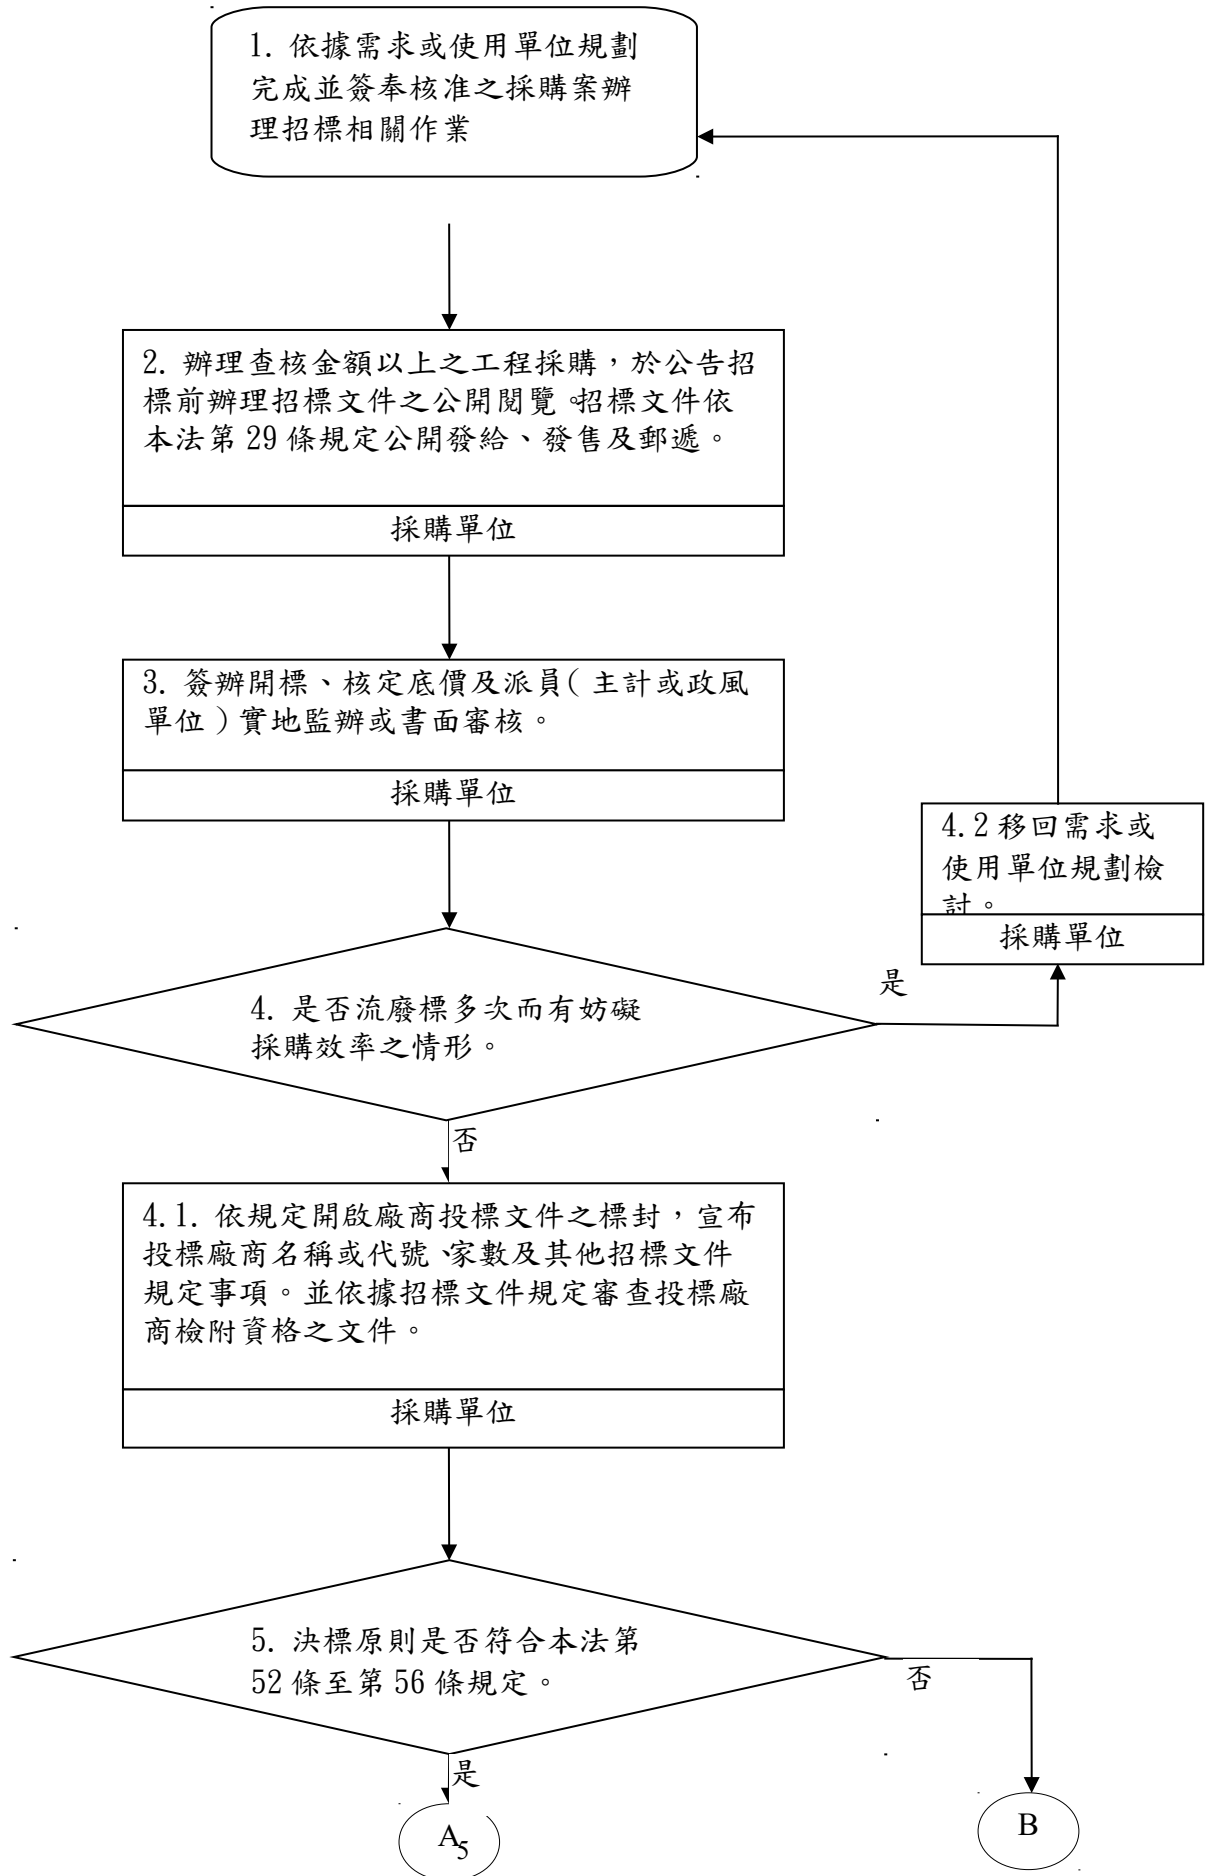 1. 依據需求或使用單位規劃
完成並簽奉核准之採購案辦
理招標相關作業
2. 辦理查核金額以上之工程採購，於公告招
標前辦理招標文件之公開閱覽。招標文件依
本法第 29 條規定公開發給、發售及郵遞。
採購單位
3. 簽辦開標、核定底價及派員（主計或政風
單位）實地監辦或書面審核。
採購單位
4.2 移回需求或
使用單位規劃檢
討。
採購單位
是
4. 是否流廢標多次而有妨礙
採購效率之情形。
否
4.1. 依規定開啟廠商投標文件之標封，宣布
投標廠商名稱或代號、家數及其他招標文件
規定事項。並依據招標文件規定審查投標廠
商檢附資格之文件。
採購單位
5. 決標原則是否符合本法第
52 條至第 56 條規定。
否
是
A
5
B